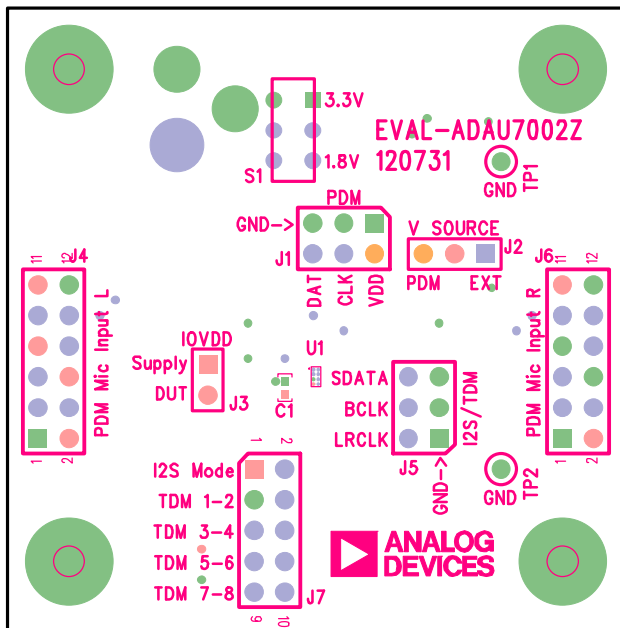 3.3V
EVAL-ADAU7002Z
120731
1.8V
S1
TP1
GND
PDM
GND->
J1
DAT
CLK
VDD
V SOURCE
J2
PDM
EXT
11
12
J4
PDM Mic Input L
1
2
J6
11
12
PDM Mic Input R
1
2
IOVDD
Supply
DUT
J3
U1
C1
SDATA
BCLK
LRCLK
J5
I2S/TDM
GND->
TP2
GND
1
2
I2S Mode
TDM 1-2
TDM 3-4
TDM 5-6
TDM 7-8
J7
9
10
ANALOG
DEVICES